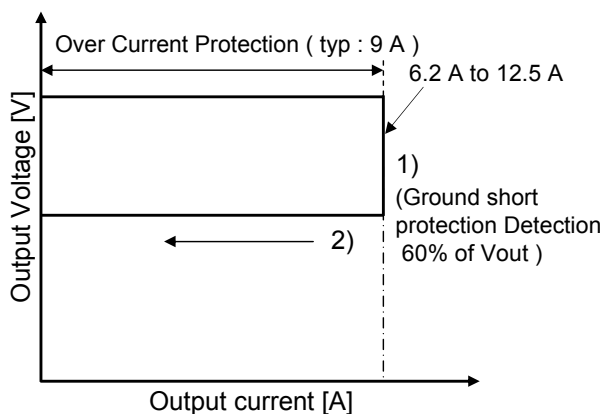 Over Current Protection ( typ : 9 A )
6.2 A to 12.5 A
1)
(Ground short
protection Detection
60% of Vout )
2)
Output Voltage [V]
Output current [A]